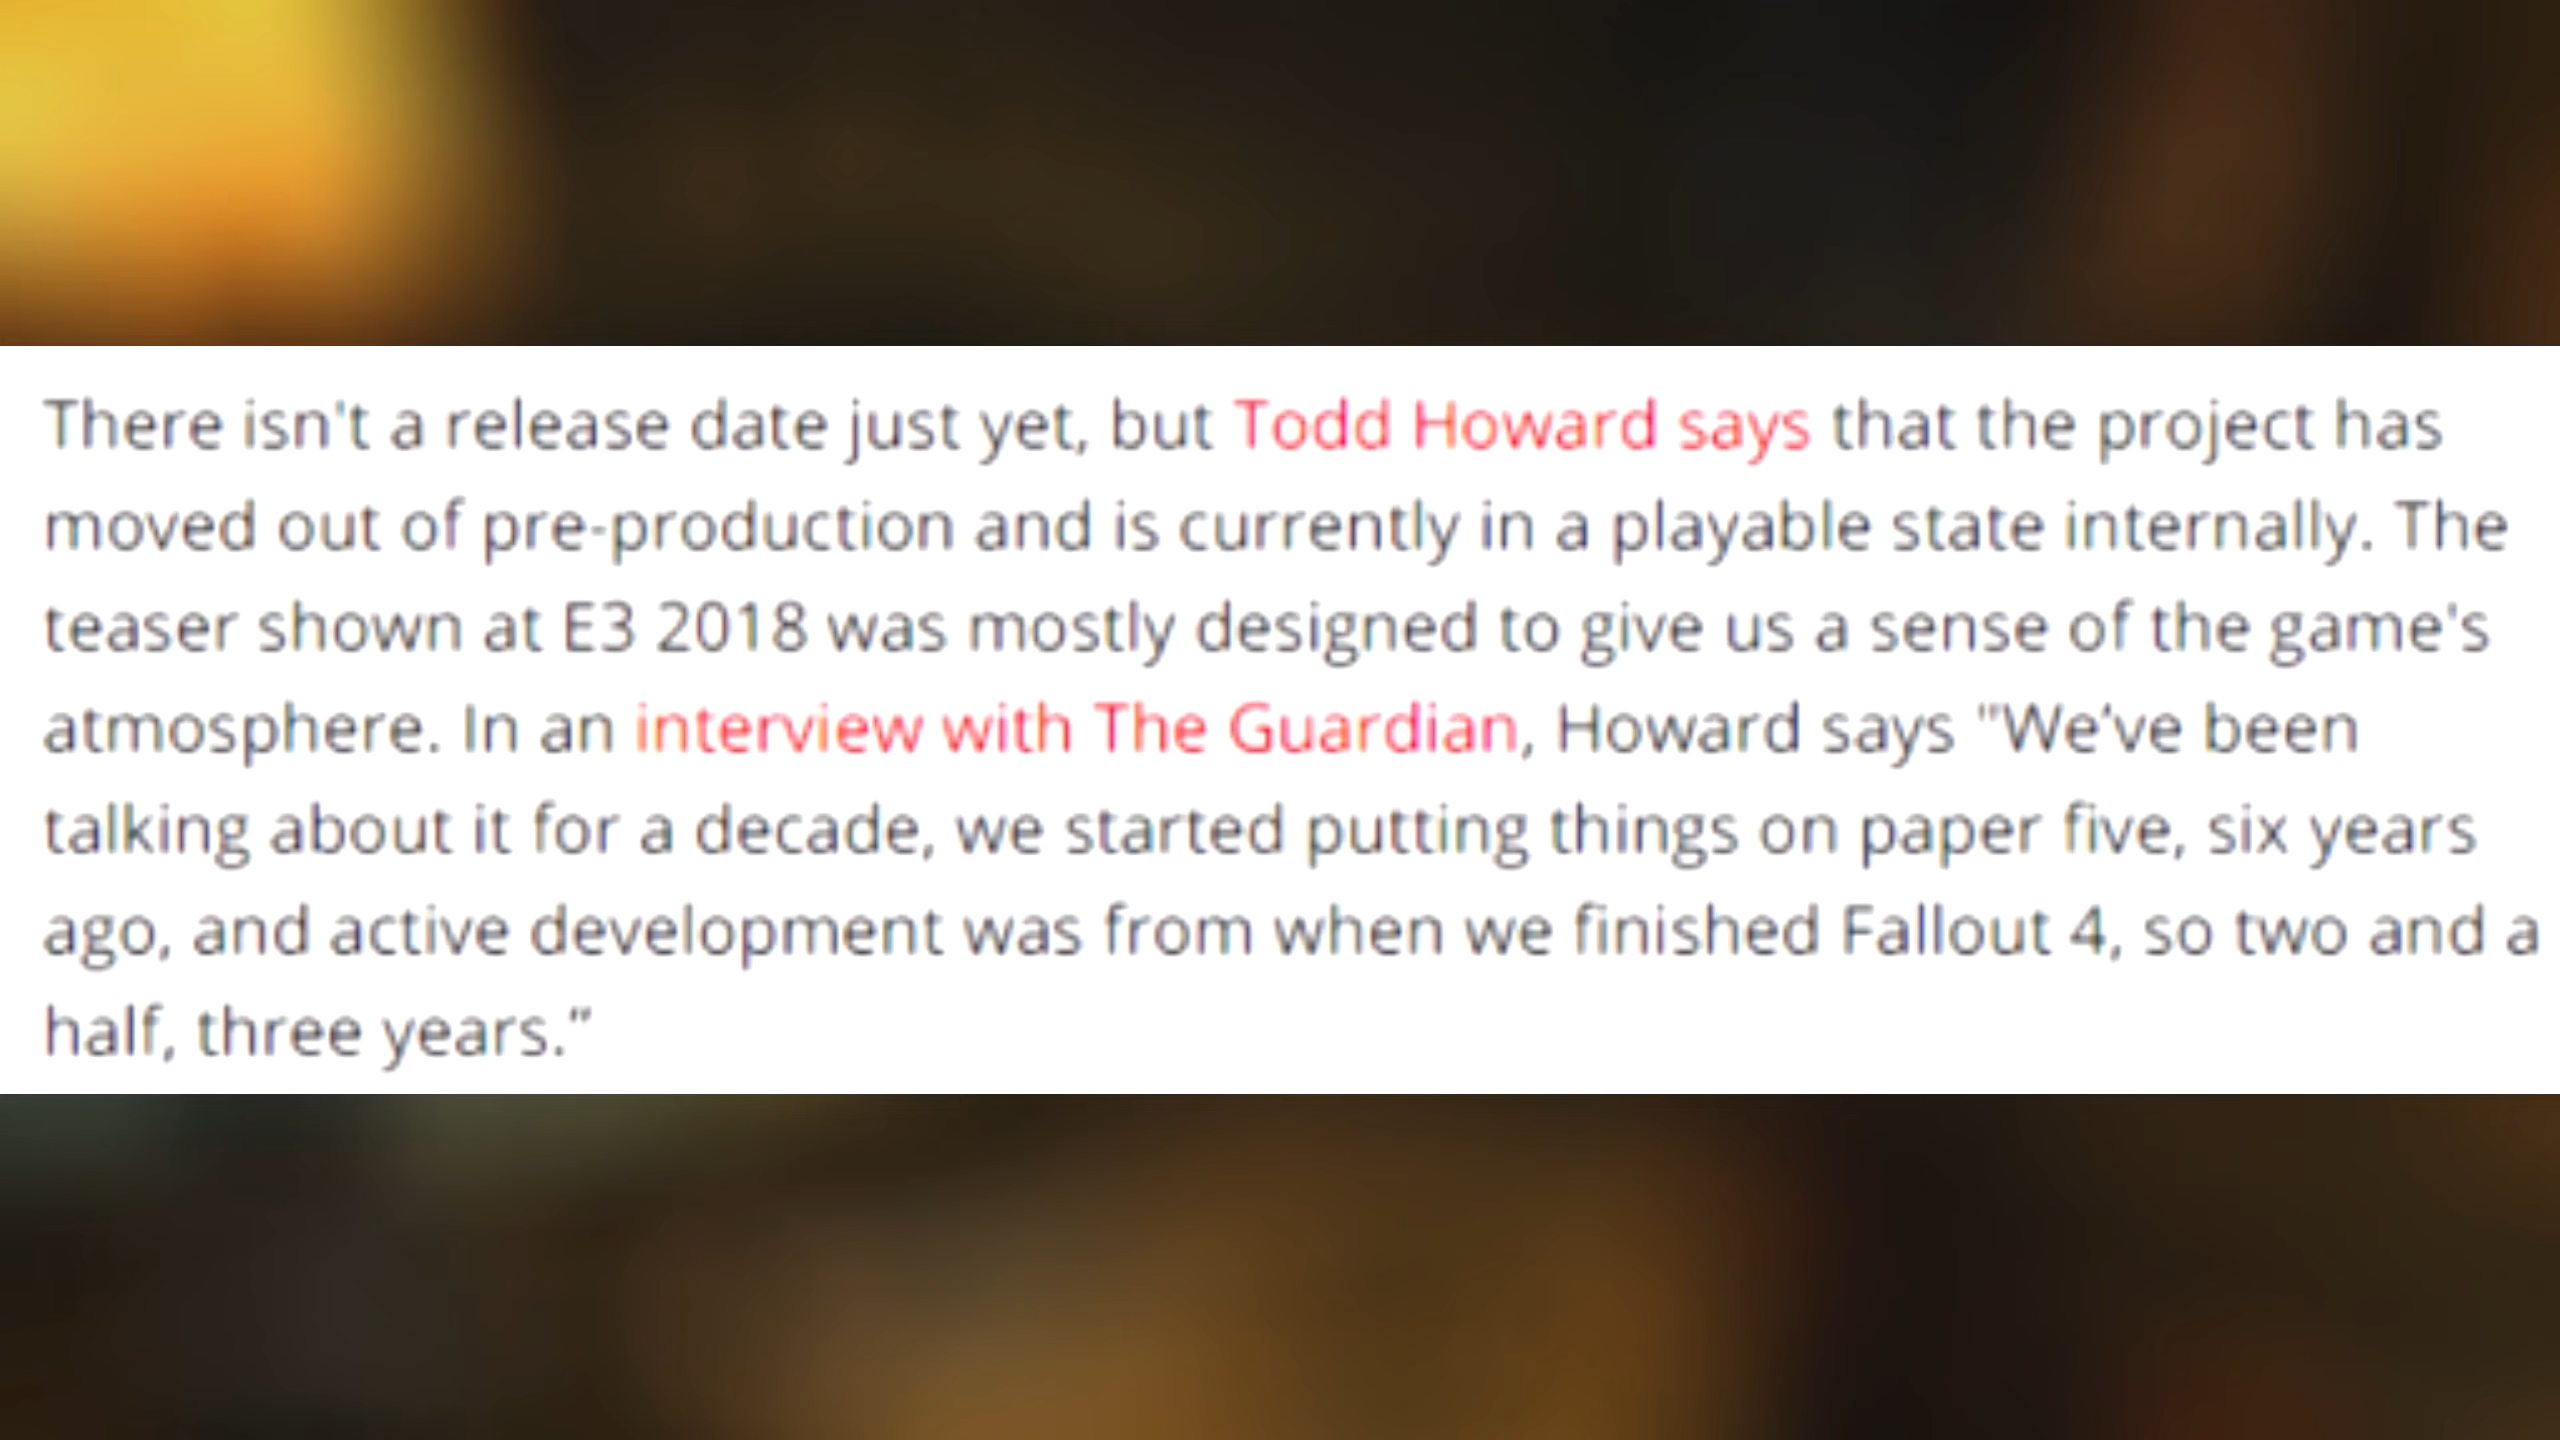 There isn't a release date just yet, but Todd Howard says that the project has
moved out of pre-production and is currently in a playable state internally. The
teaser shown at E3 2018 was mostly designed to give us a sense of the game's
atmosphere. In an interview with The Guardian, Howard says "We’ve been
talking about it for a decade, we started putting things on paper five, six years
ago, and active development was from when we finished Fallout 4, so two and a
half, three years.”